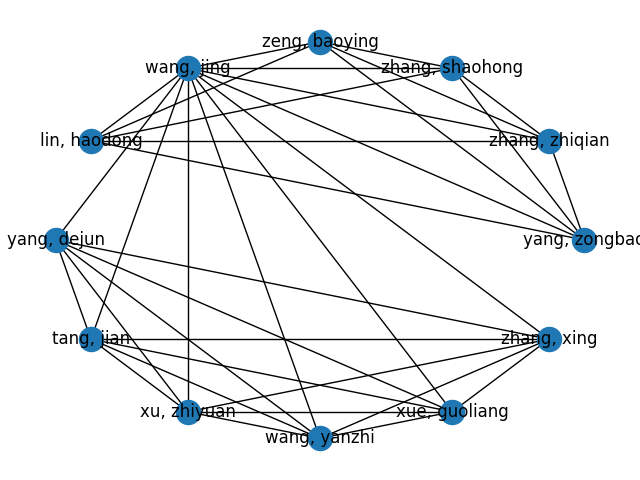 zeng, baoying
wang, jing
zhang, shaohong
lin, haodong
zhang, zhiqian
yang, dejun
yang, zongbao
tang, jian
zhang, xing
xu, zhiyuan
xue, guoliang
wang, yanzhi